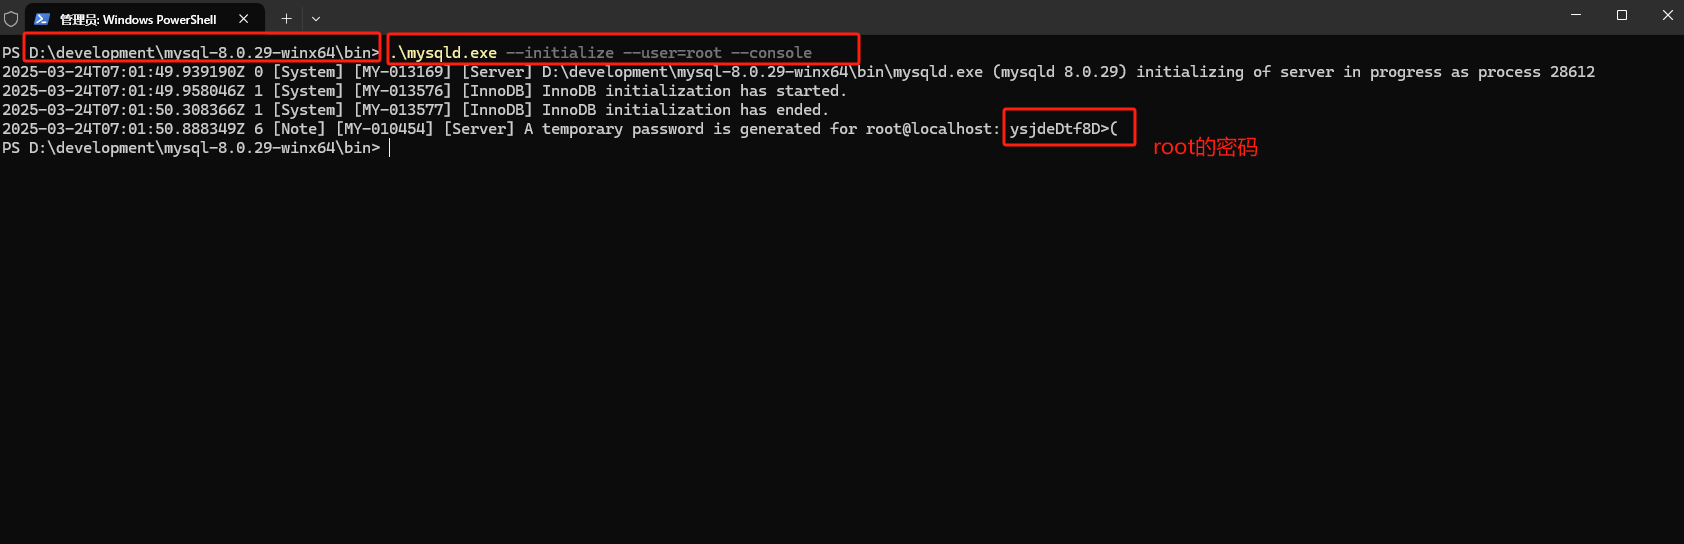 管理员: Windows PowerShell
PS D:\development\mysql-8.0.29-winx64\bin> .\mysqld.exe --initialize --user=root --console
2025-03-24T07:01:49.939190Z 0 [System] [MY-013169] [Server] D:\development\mysql-8.0.29-winx64\bin\mysqld.exe (mysqld 8.0.29) initializing of server in progress as process 28612
2025-03-24T07:01:49.958046Z 1 [System] [MY-013576] [InnoDB] InnoDB initialization has started.
2025-03-24T07:01:50.308366Z 1 [System] [MY-013577] [InnoDB] InnoDB initialization has ended.
2025-03-24T07:01:50.888349Z 6 [Note] [MY-010454] [Server] A temporary password is generated for root@localhost: ysjdeDtf8D>(
root的密码
PS D:\development\mysql-8.0.29-winx64\bin>